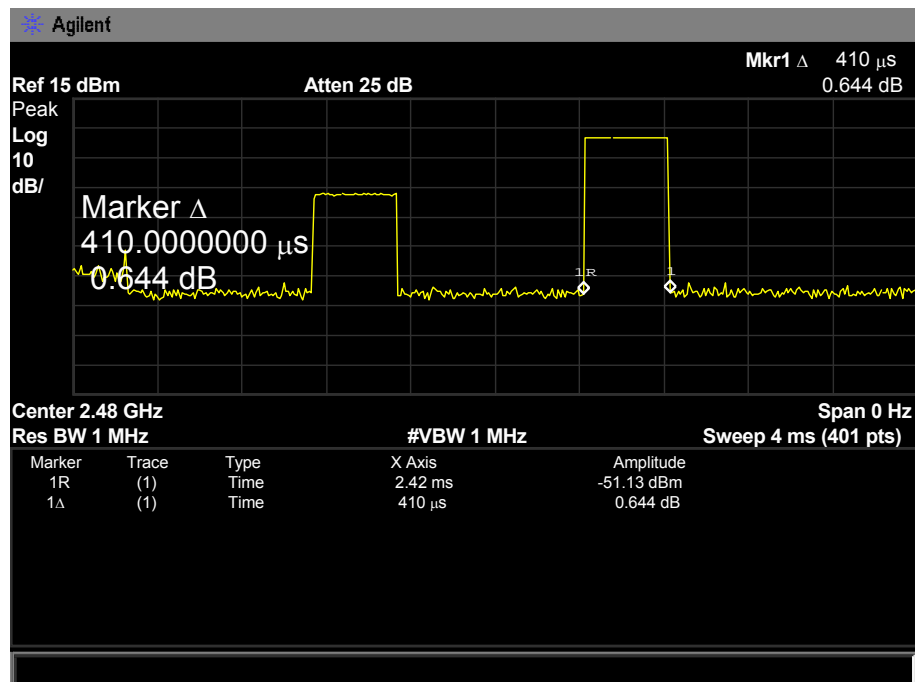 Agilent
Mkr1 Δ 410 μs
Ref 15 dBm Atten 25 dB 0.644 dB
Peak
Log
10
dB/
Marker Δ
410.0000000 μs
0.644 dB
1R 1
Center 2.48 GHz Span 0 Hz
Res BW 1 MHz #VBW 1 MHz Sweep 4 ms (401 pts)
Marker Trace Type X Axis Amplitude
1R (1) Time 2.42 ms -51.13 dBm
1Δ (1) Time 410 μs 0.644 dB